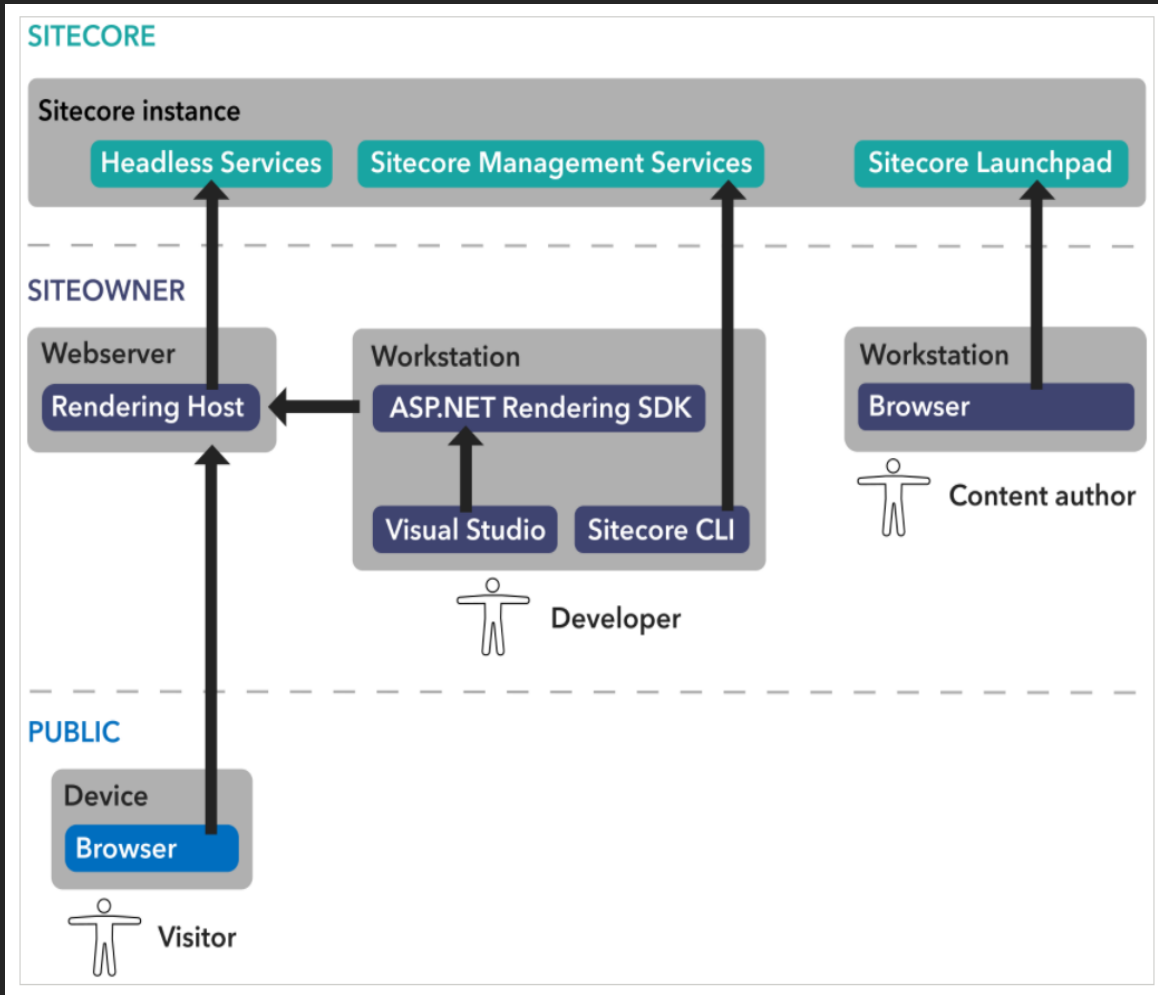 SITECORE
Sitecore instance
Headless Services
Sitecore Management Services
Sitecore Launchpad
SITEOWNER
Webserver
Rendering Host
Workstation
ASP.NET Rendering SDK
Visual Studio
Sitecore CLI
Developer
Workstation
Browser
Content author
PUBLIC
Device
Browser
Visitor